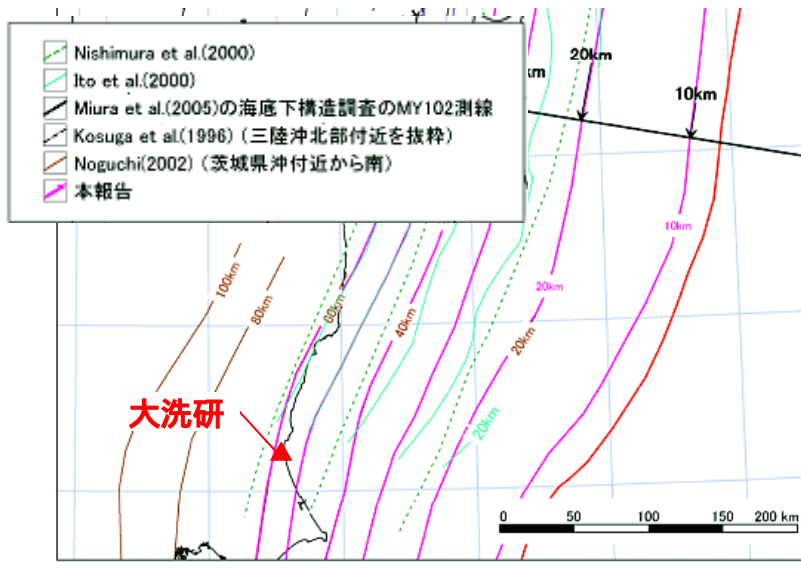 Nishimura et al.(2000)
Ito et al.(2000)
Miura et al.(2005)の海底下構造調査のMY102測線
Kosuga et al.(1996)（三陸沖北部付近を抜粋）
Noguchi(2002)（茨城県沖付近から南）
本報告
km
20km
10km
10km
20km
100km
80km
60km
40km
20km
20km
大洗研
0 50 100 150 200 km